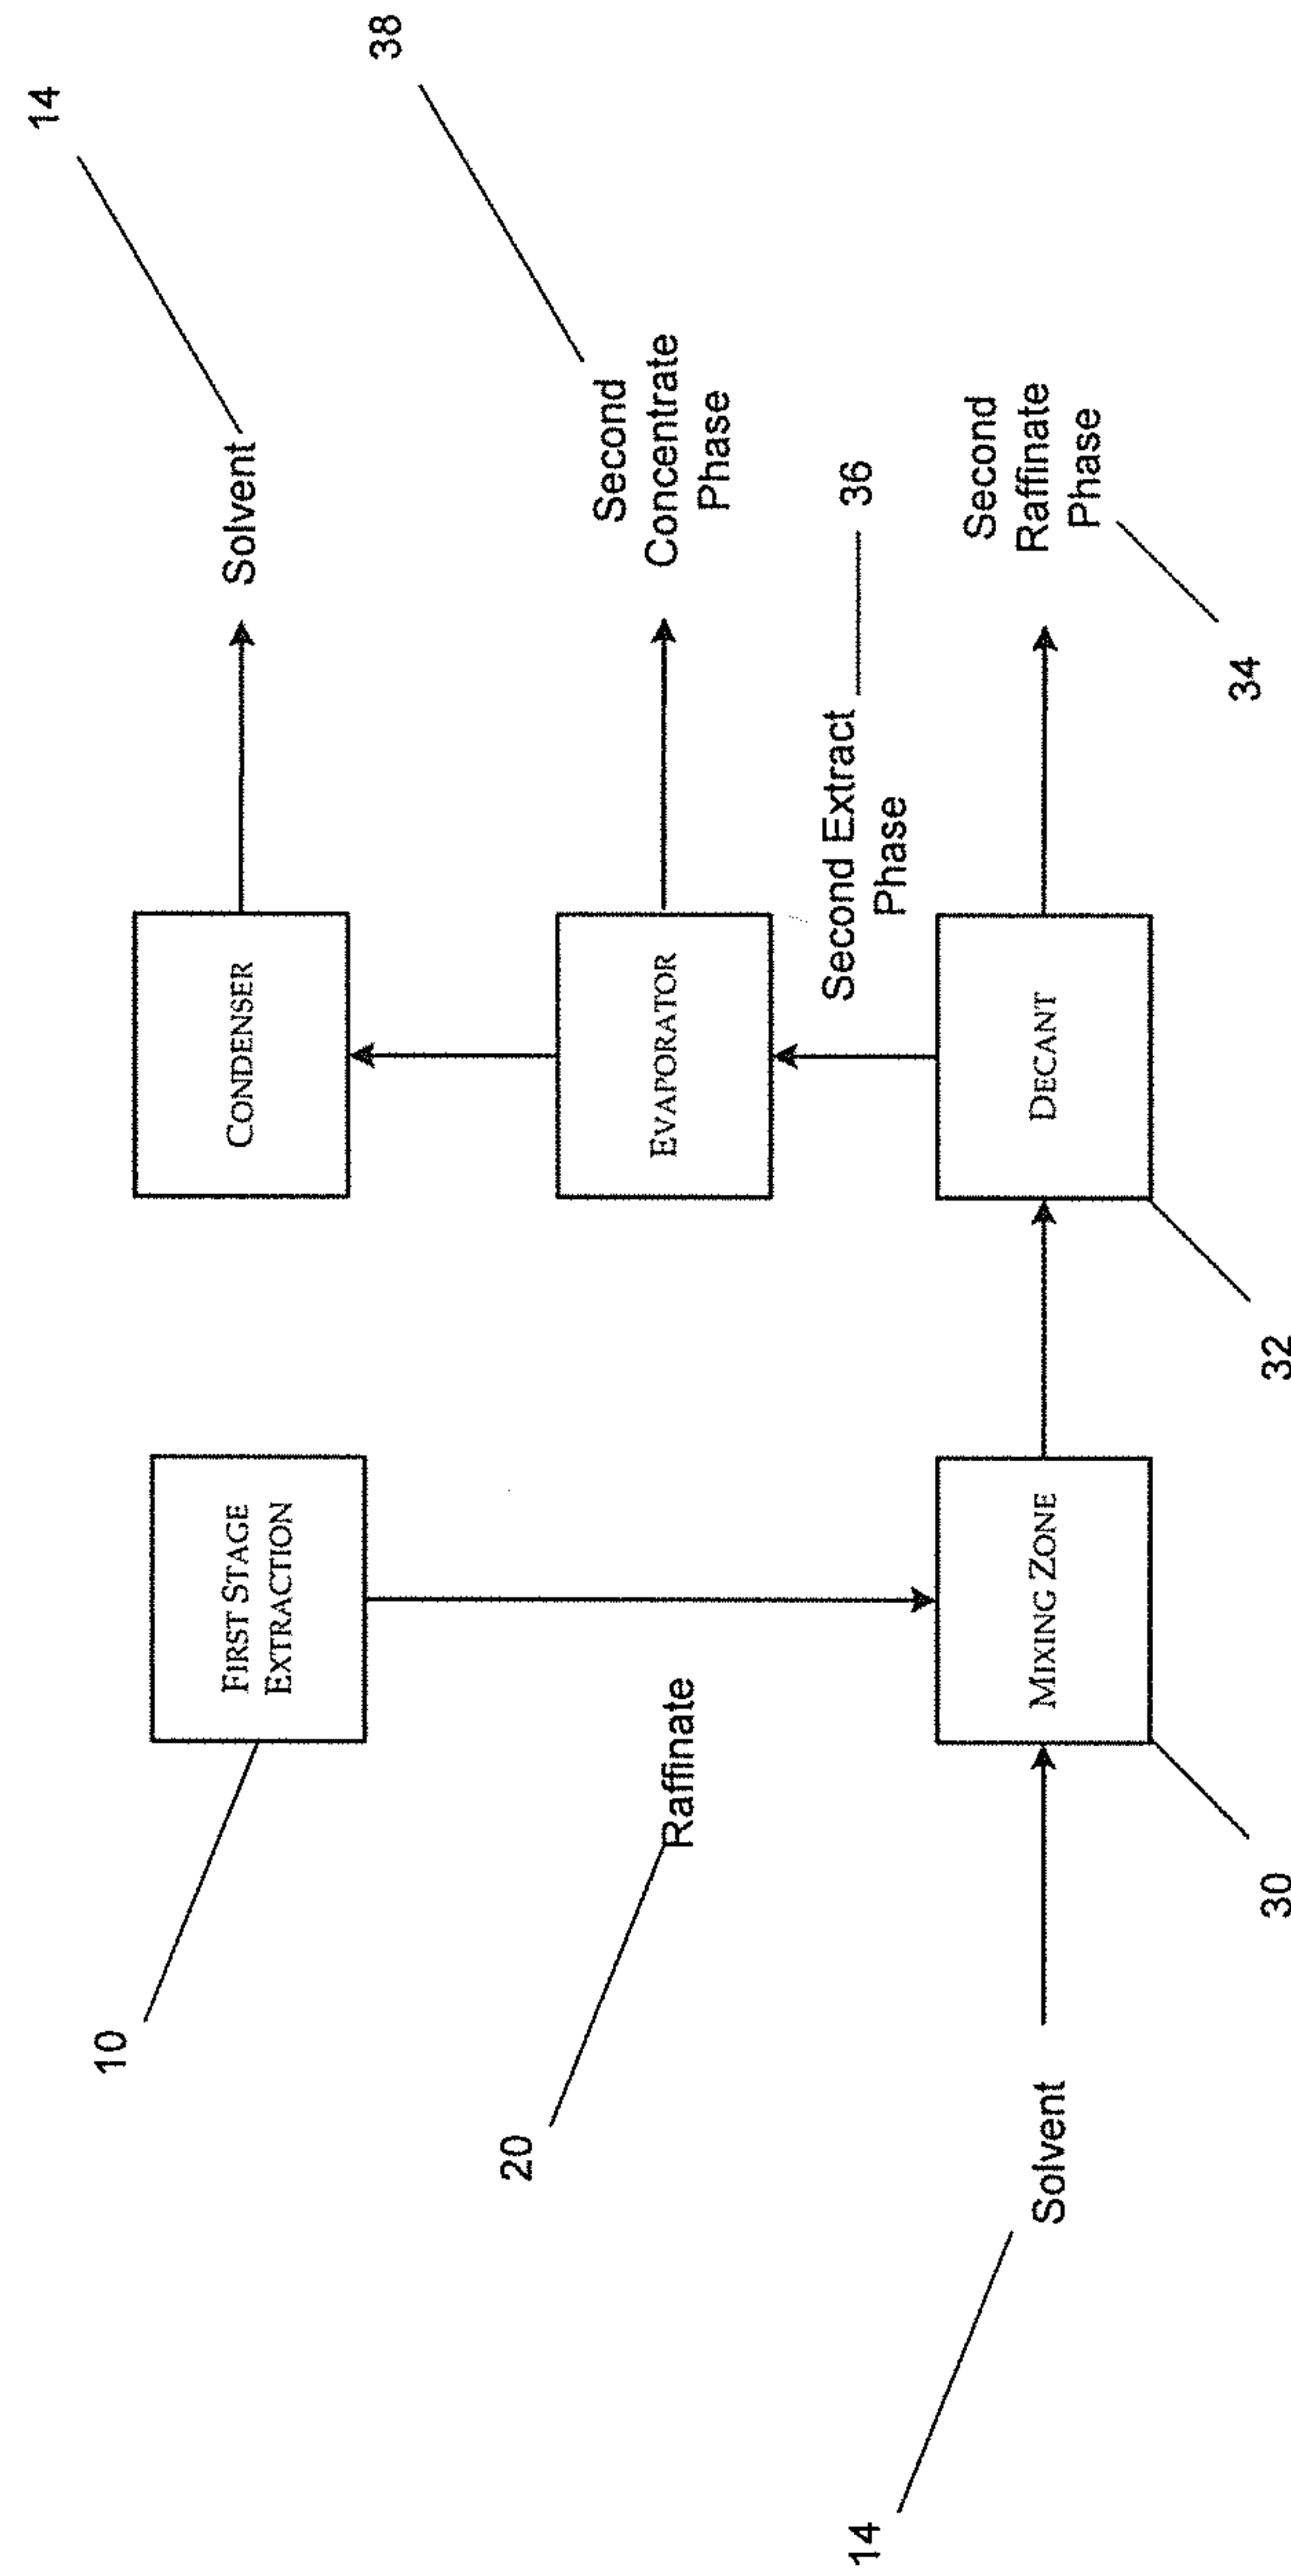 14
38
Solvent
Second
Concentrate
Phase
36
Second
Raffinate
Phase
34
CONDENSER
EVAPORATOR
Second Extract
Phase
DECANT
32
FIRST STAGE
EXTRACTION
10
Raffinate
20
MIXING ZONE
30
Solvent
14